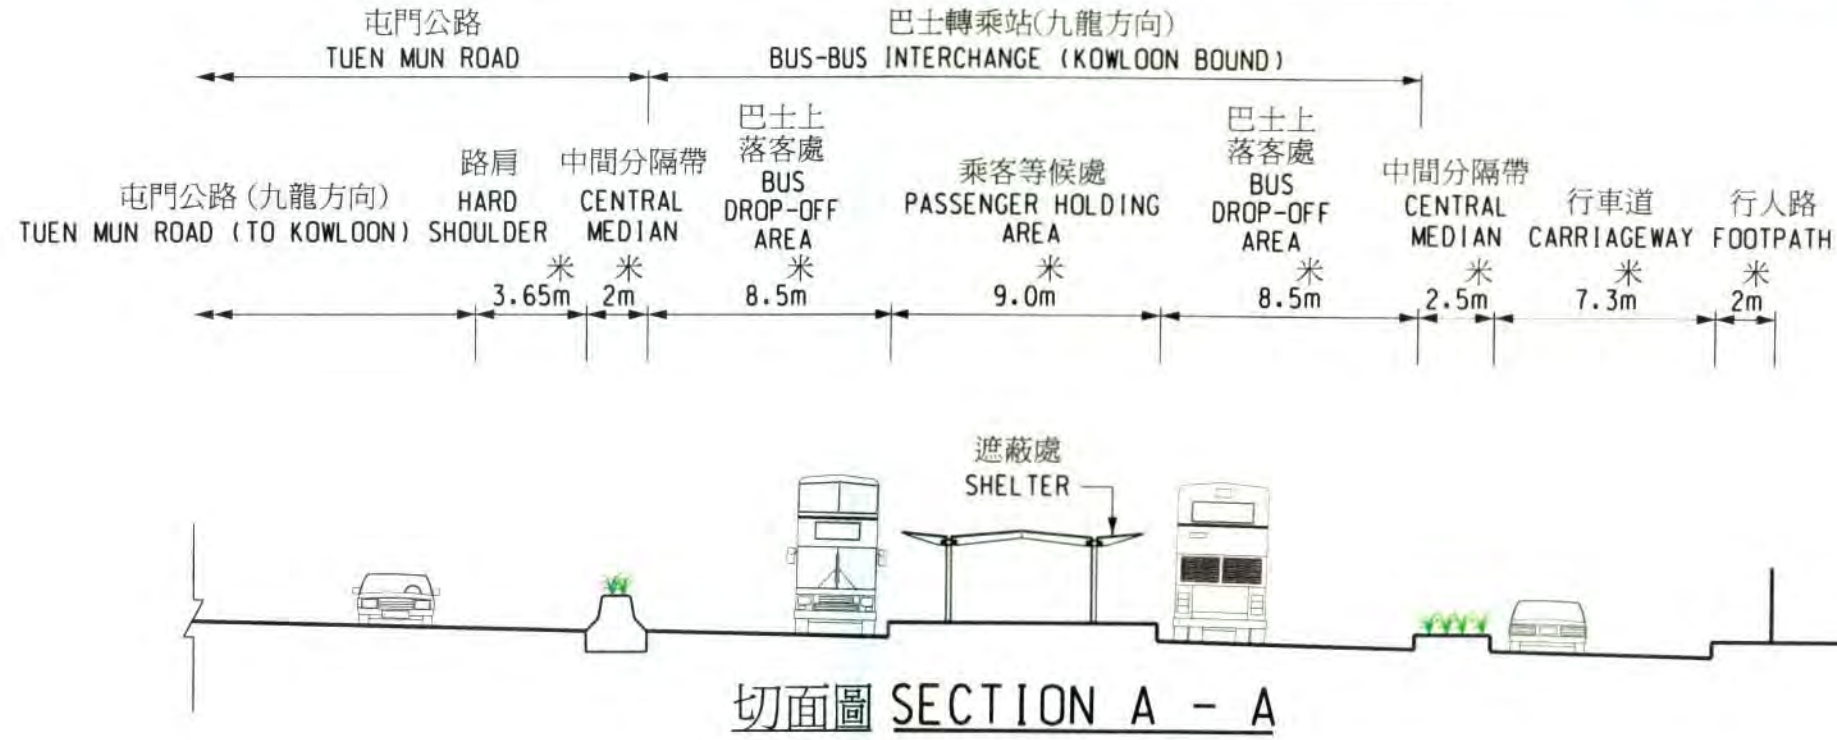 屯門公路
TUEN MUN ROAD
巴士轉乘站(九龍方向)
BUS-BUS INTERCHANGE (KOWLOON BOUND)
屯門公路 (九龍方向)
TUEN MUN ROAD (TO KOWLOON)
路肩
HARD
SHOULDER
米
3.65m
中間分隔帶
CENTRAL
MEDIAN
米
2m
巴士上
落客處
BUS
DROP-OFF
AREA
米
8.5m
乘客等候處
PASSENGER HOLDING
AREA
米
9.0m
巴士上
落客處
BUS
DROP-OFF
AREA
米
8.5m
中間分隔帶
CENTRAL
MEDIAN
米
2.5m
行車道
CARRIAGEWAY
米
7.3m
行人路
FOOTPATH
米
2m
遮蔽處
SHELTER
切面圖 SECTION A - A